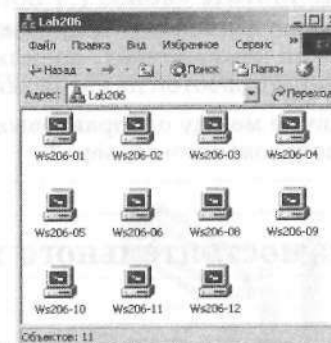 Lab206
Файл Правка Вид Избранное Сервис »
Назад Поиск Папки
Адрес Lab206 Переход
Ws206-01 Ws206-02 Ws206-03 Ws206-04
Ws206-05 Ws206-06 Ws206-08 Ws206-09
Ws206-10 Ws206-11 Ws206-12
Объектов: 11